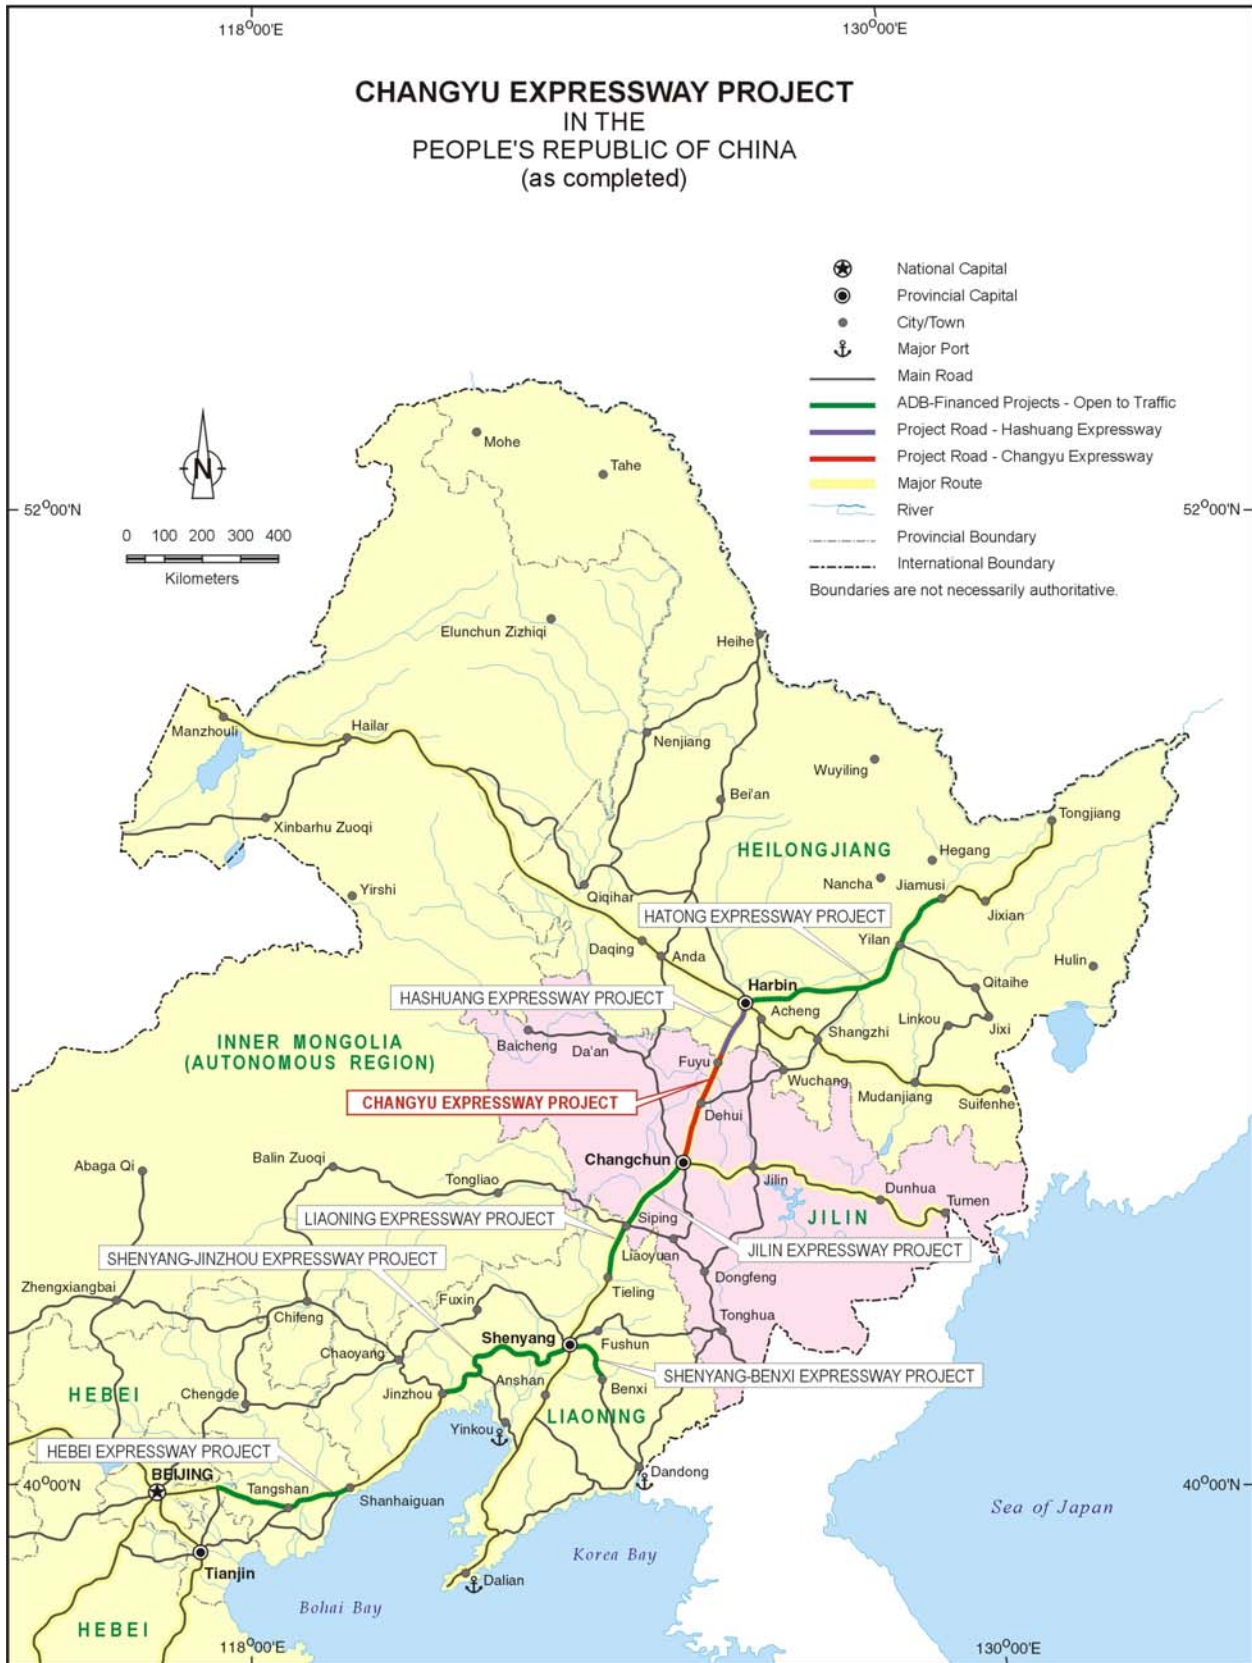 118°00'E
130°00'E
CHANGYU EXPRESSWAY PROJECT
IN THE
PEOPLE'S REPUBLIC OF CHINA
(as completed)
National Capital
Provincial Capital
City/Town
Major Port
Main Road
ADB-Financed Projects - Open to Traffic
Project Road - Hashuang Expressway
Project Road - Changyu Expressway
Major Route
River
Provincial Boundary
International Boundary
Boundaries are not necessarily authoritative.
N
0 100 200 300 400
Kilometers
52°00'N
52°00'N
Mohe
Tahe
Elunchun Zizhiqi
Heihe
Manzhouli
Hailar
Nenjiang
Wuyiling
Bei'an
Xinbarhu Zuoqi
Tongjiang
HEILONGJIANG
Hegang
Nancha
Jiamusi
Yirshi
Qiqihar
Jixian
HATONG EXPRESSWAY PROJECT
Daqing
Anda
Yilan
Hulin
Harbin
Qitaihe
HASHUANG EXPRESSWAY PROJECT
Acheng
Shangzhi
Linkou
Jixi
INNER MONGOLIA
(AUTONOMOUS REGION)
Baicheng
Da'an
Fuyu
Wuchang
Mudanjiang
Suifenhe
CHANGYU EXPRESSWAY PROJECT
Dehui
Changchun
Abaga Qi
Balin Zuoqi
Tongliao
Jilin
Dunhua
Tumen
LIAONING EXPRESSWAY PROJECT
Siping
JILIN
Liaoyuan
JILIN EXPRESSWAY PROJECT
SHENYANG-JINZHOU EXPRESSWAY PROJECT
Dongfeng
Zhengxiangbai
Tieling
Chifeng
Fuxin
Tonghua
Shenyang
Fushun
Chaoyang
SHENYANG-BENXI EXPRESSWAY PROJECT
HEBEI
Chengde
Jinzhou
Anshan
Benxi
LIAONING
Yinkou
HEBEI EXPRESSWAY PROJECT
BEIJING
Tangshan
Shanhaiguan
Dandong
40°00'N
40°00'N
Sea of Japan
Korea Bay
Tianjin
Dalian
Bohai Bay
HEBEI
118°00'E
130°00'E